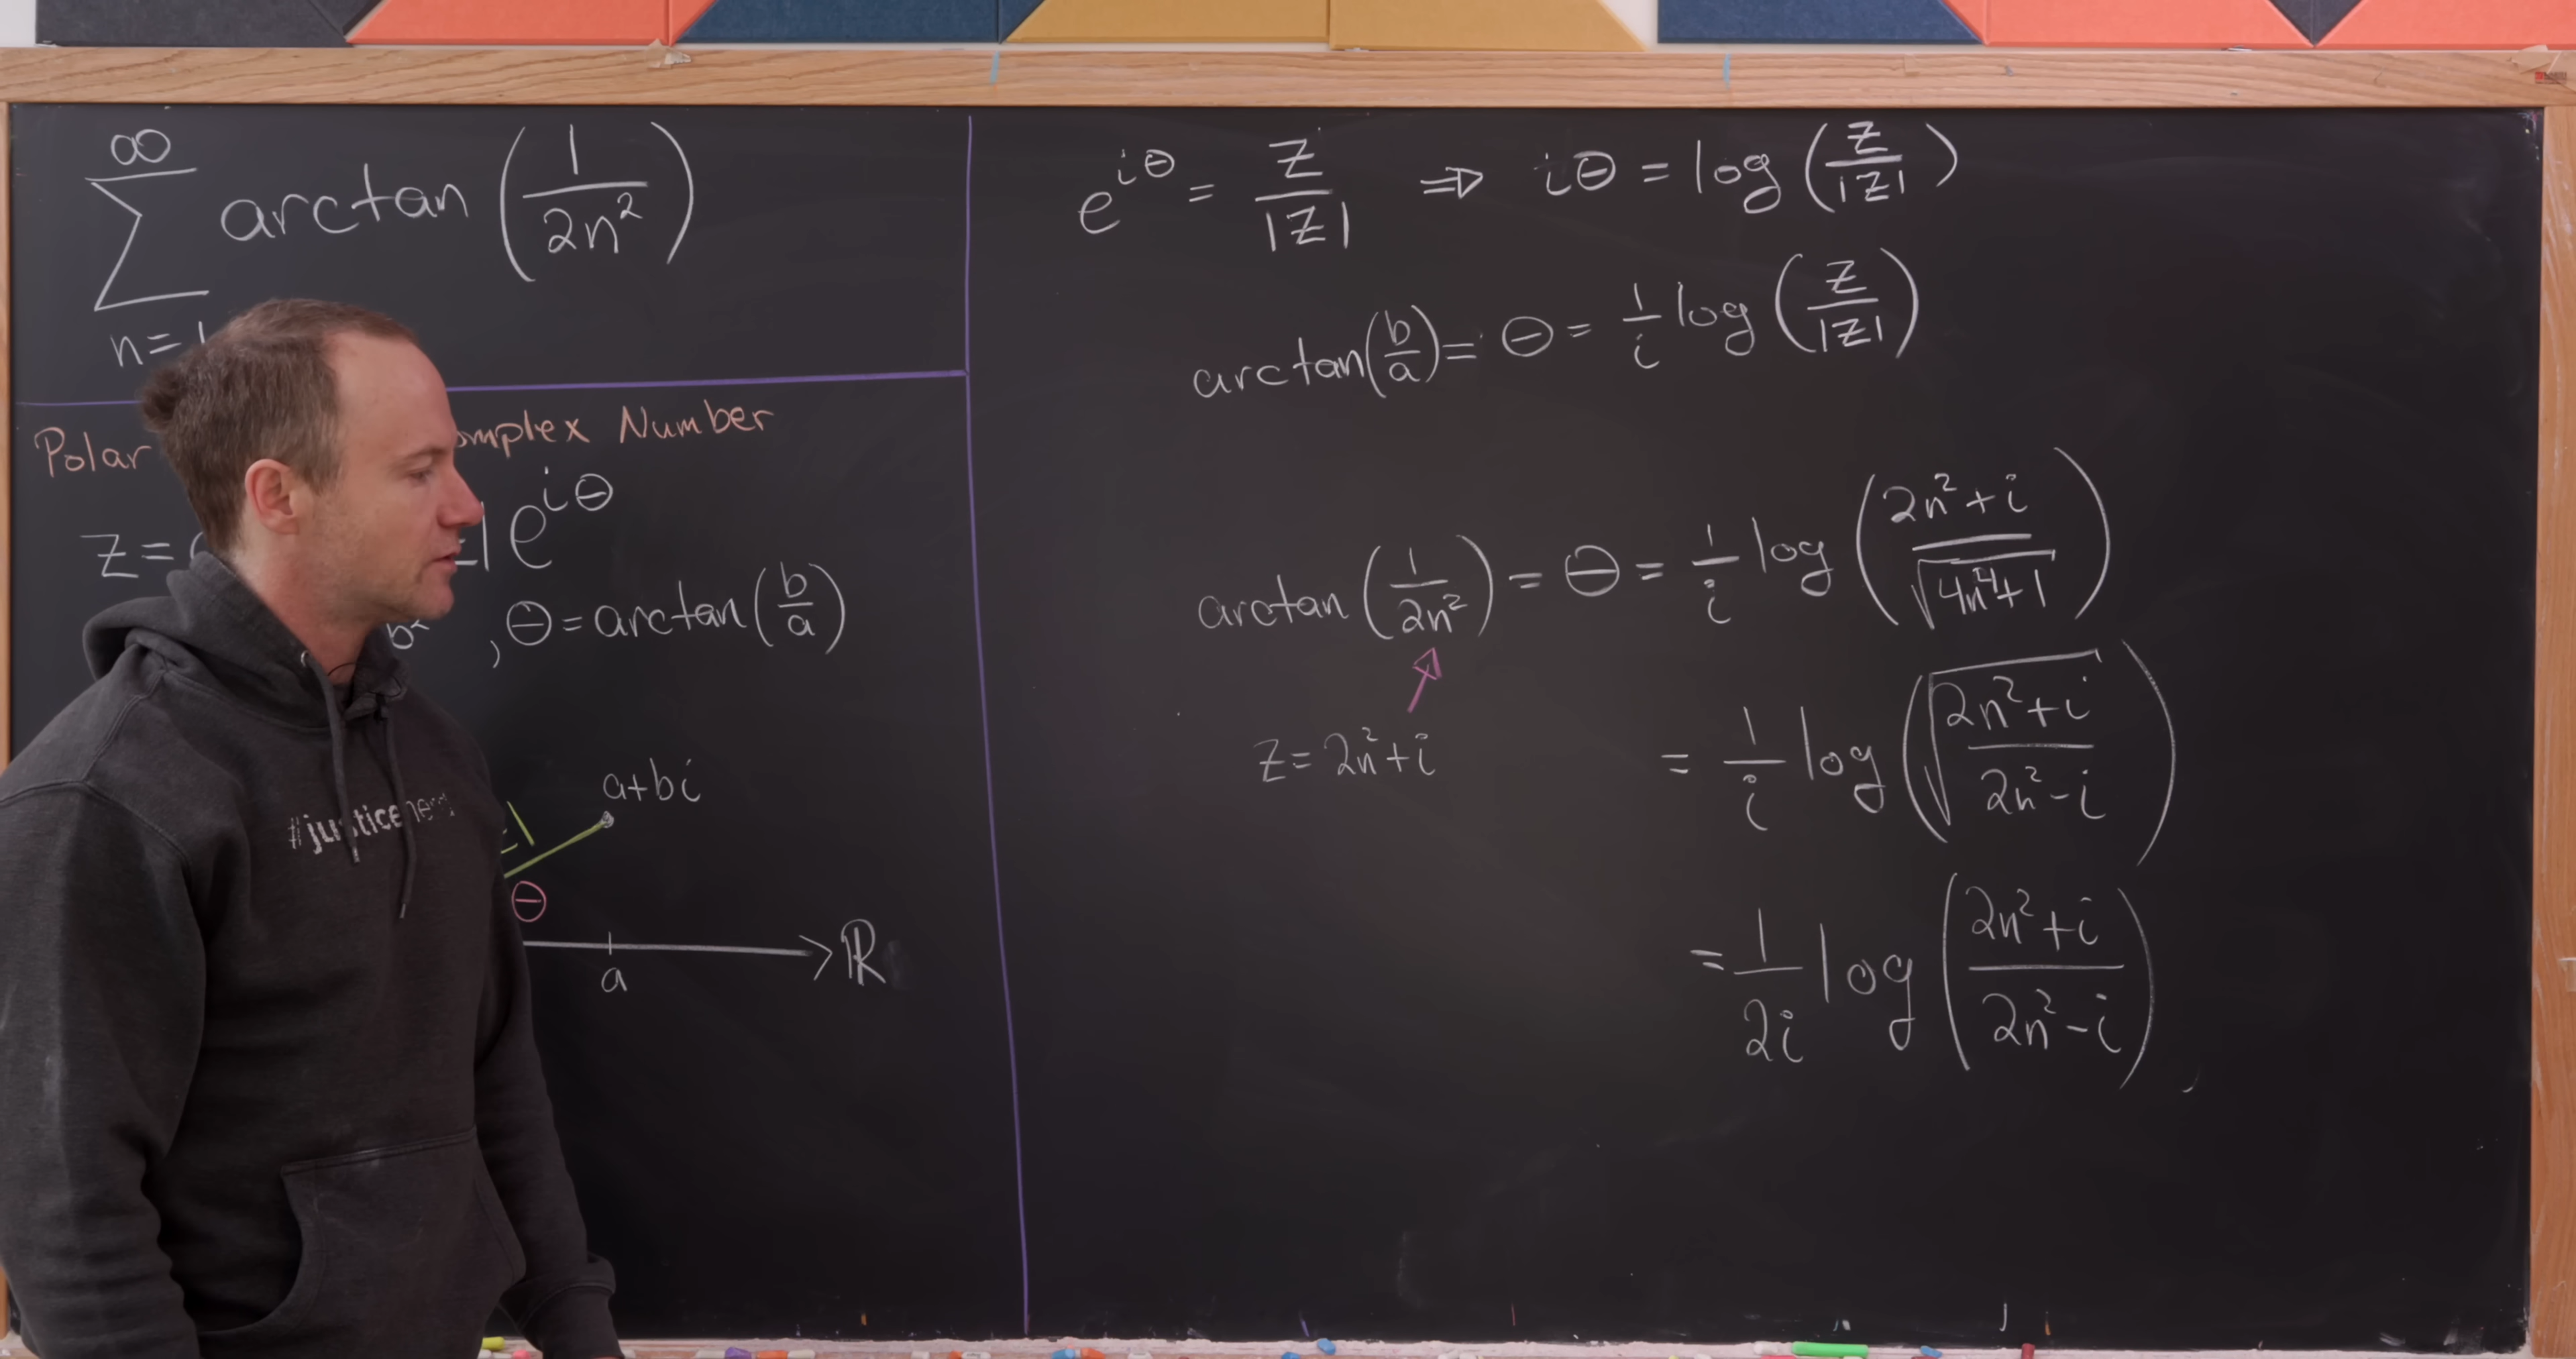 ∞
∑ arctan(1/2n²)
n=1
Polar omplex Number
z= | e^{iθ}
b² , θ = arctan(b/a)
a+bi
θ
a
ℝ
e^{iθ} = z/|z| ⇒ iθ = log(z/|z|)
arctan(b/a) = θ = 1/i log(z/|z|)
arctan(1/2n²) = θ = 1/i log((2n²+i)/√(4n⁴+1))
z = 2n²+i
= 1/i log(√((2n²+i)/(2n²-i)))
= 1/2i log((2n²+i)/(2n²-i))
#justice